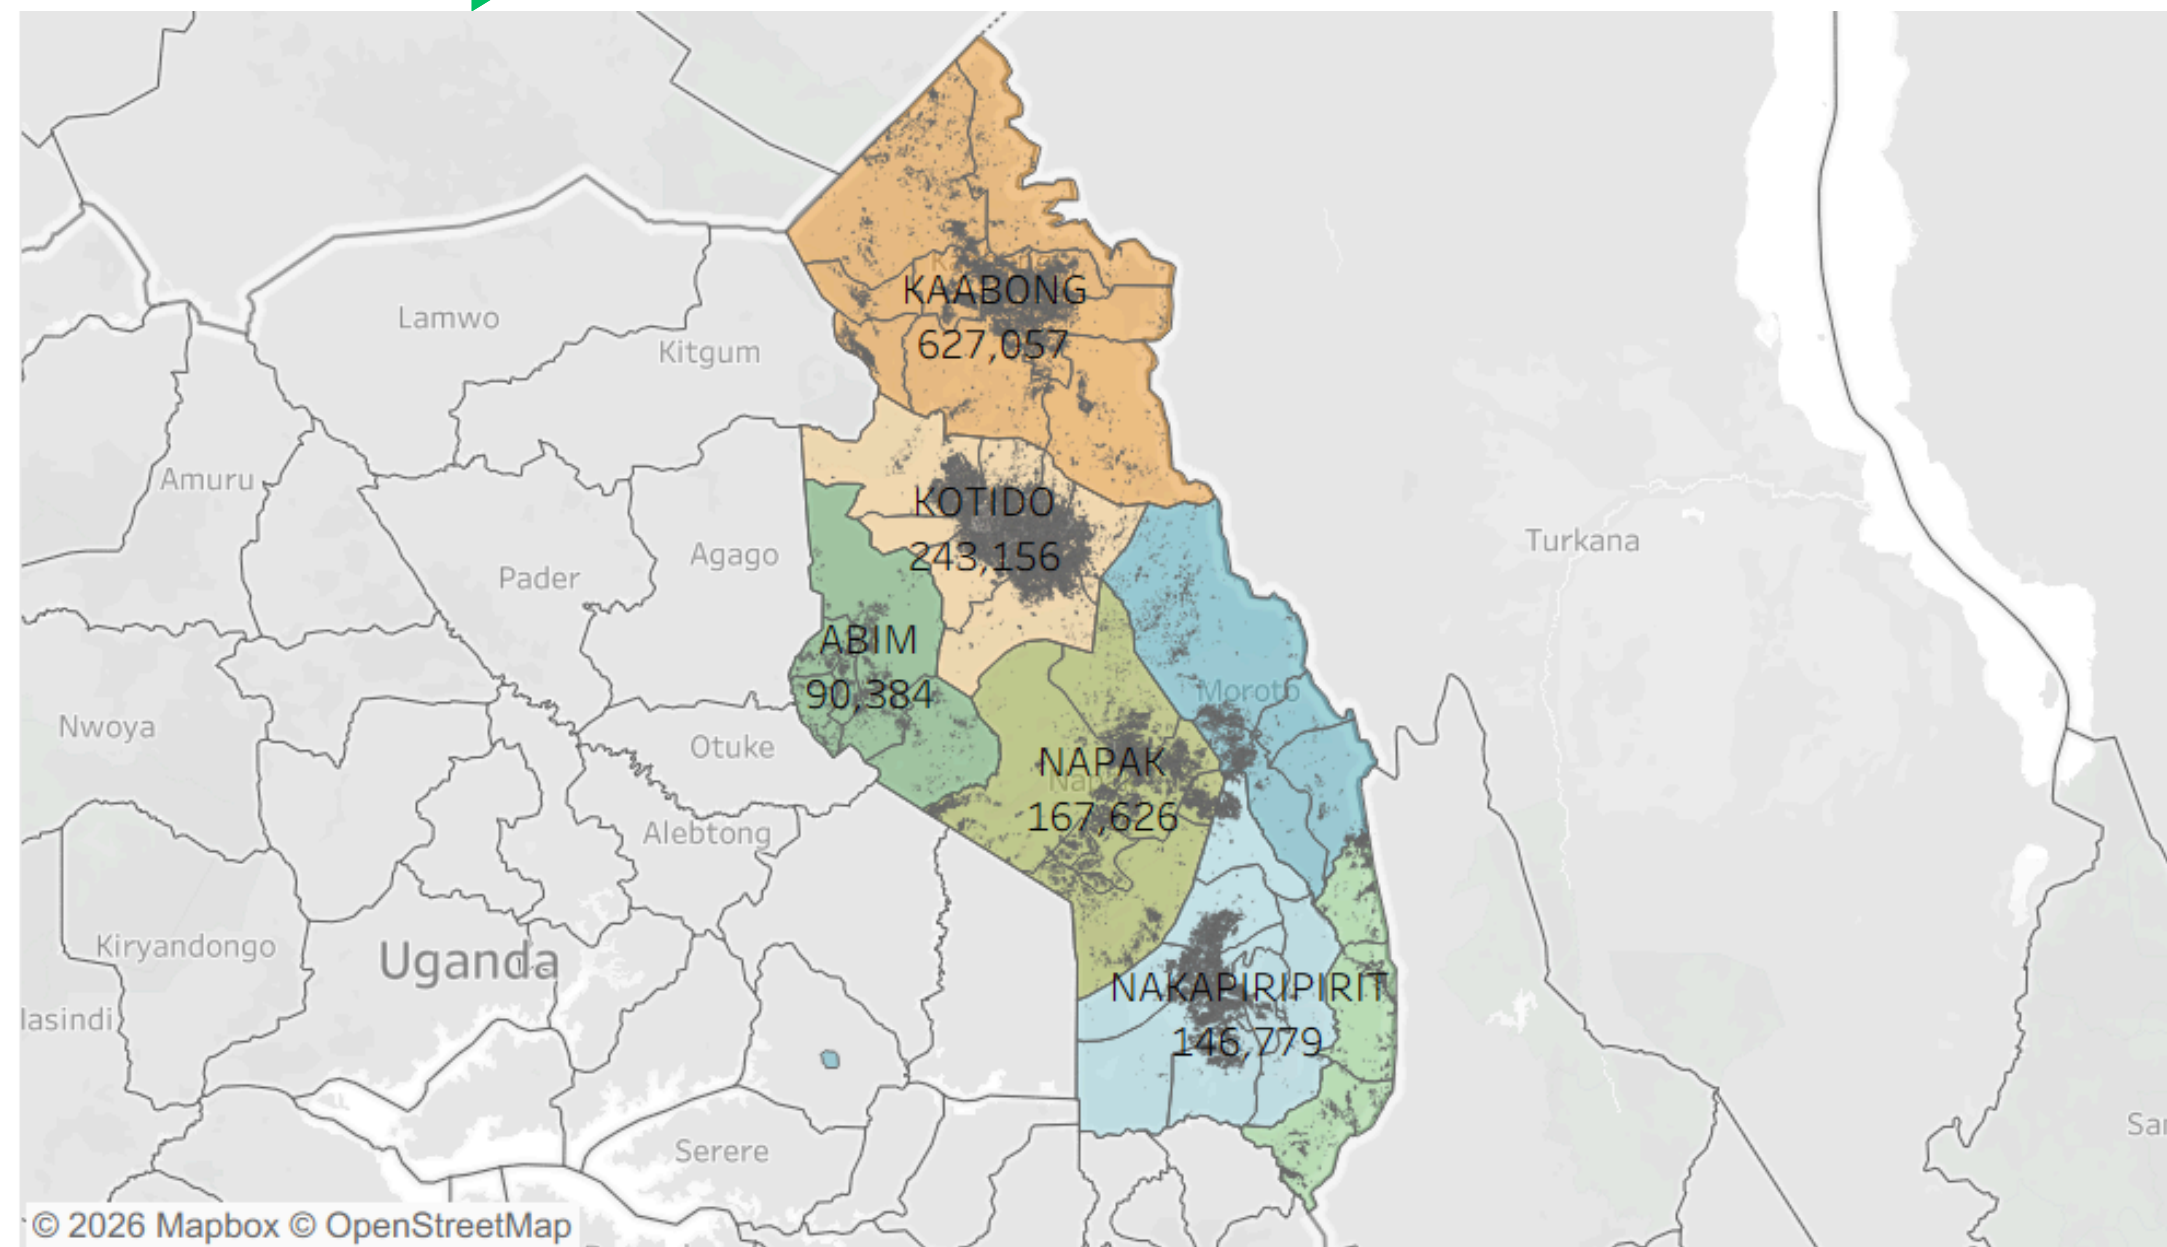 KAABONG
627,057
Lamwo
Kitgum
Amuru
KOTIDO
243,156
Turkana
Agago
Pader
ABIM
90,384
Moroto
Nwoya
Otuke
NAPAK
167,626
Alebtong
Kiryandongo
Uganda
NAKAPIRIPIRIT
146,779
lasindi
Serere
Sar
© 2026 Mapbox © OpenStreetMap